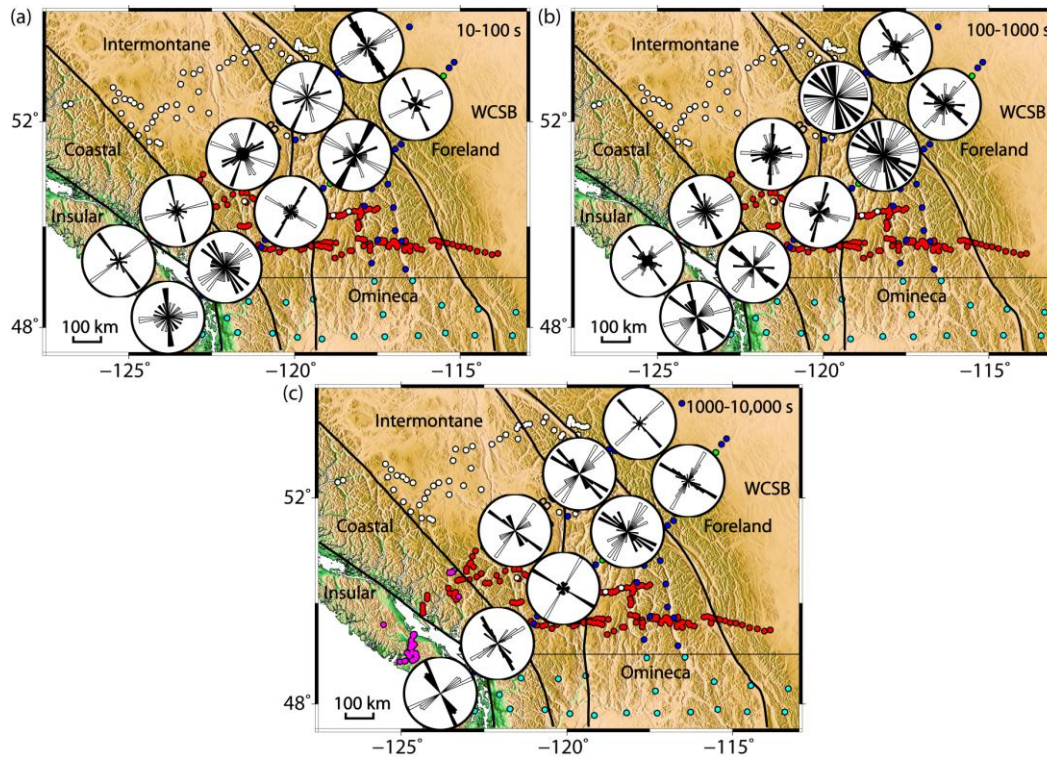 (a)
10-100 s
Intermontane
52°
WCSB
Coastal
Foreland
Insular
Omineca
48°
100 km
−125°
−120°
−115°
(b)
100-1000 s
Intermontane
52°
WCSB
Coastal
Foreland
Insular
Omineca
48°
100 km
−125°
−120°
−115°
(c)
1000-10,000 s
Intermontane
52°
WCSB
Coastal
Foreland
Insular
Omineca
48°
100 km
−125°
−120°
−115°